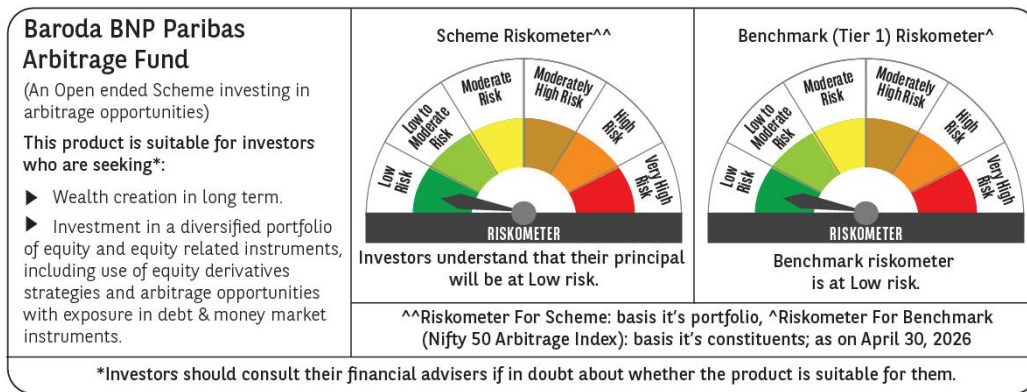 Baroda BNP Paribas
Arbitrage Fund
(An Open ended Scheme investing in
arbitrage opportunities)
This product is suitable for investors
who are seeking*:
▶ Wealth creation in long term.
▶ Investment in a diversified portfolio
of equity and equity related instruments,
including use of equity derivatives
strategies and arbitrage opportunities
with exposure in debt & money market
instruments.
Scheme Riskometer^^
Low
Risk
Low to
Moderate
Risk
Moderate
Risk
Moderately
High Risk
High
Risk
Very High
Risk
RISKOMETER
Investors understand that their principal
will be at Low risk.
Benchmark (Tier 1) Riskometer^
Low
Risk
Low to
Moderate
Risk
Moderate
Risk
Moderately
High Risk
High
Risk
Very High
Risk
RISKOMETER
Benchmark riskometer
is at Low risk.
^^Riskometer For Scheme: basis it's portfolio, ^Riskometer For Benchmark
(Nifty 50 Arbitrage Index): basis it's constituents; as on April 30, 2026
*Investors should consult their financial advisers if in doubt about whether the product is suitable for them.